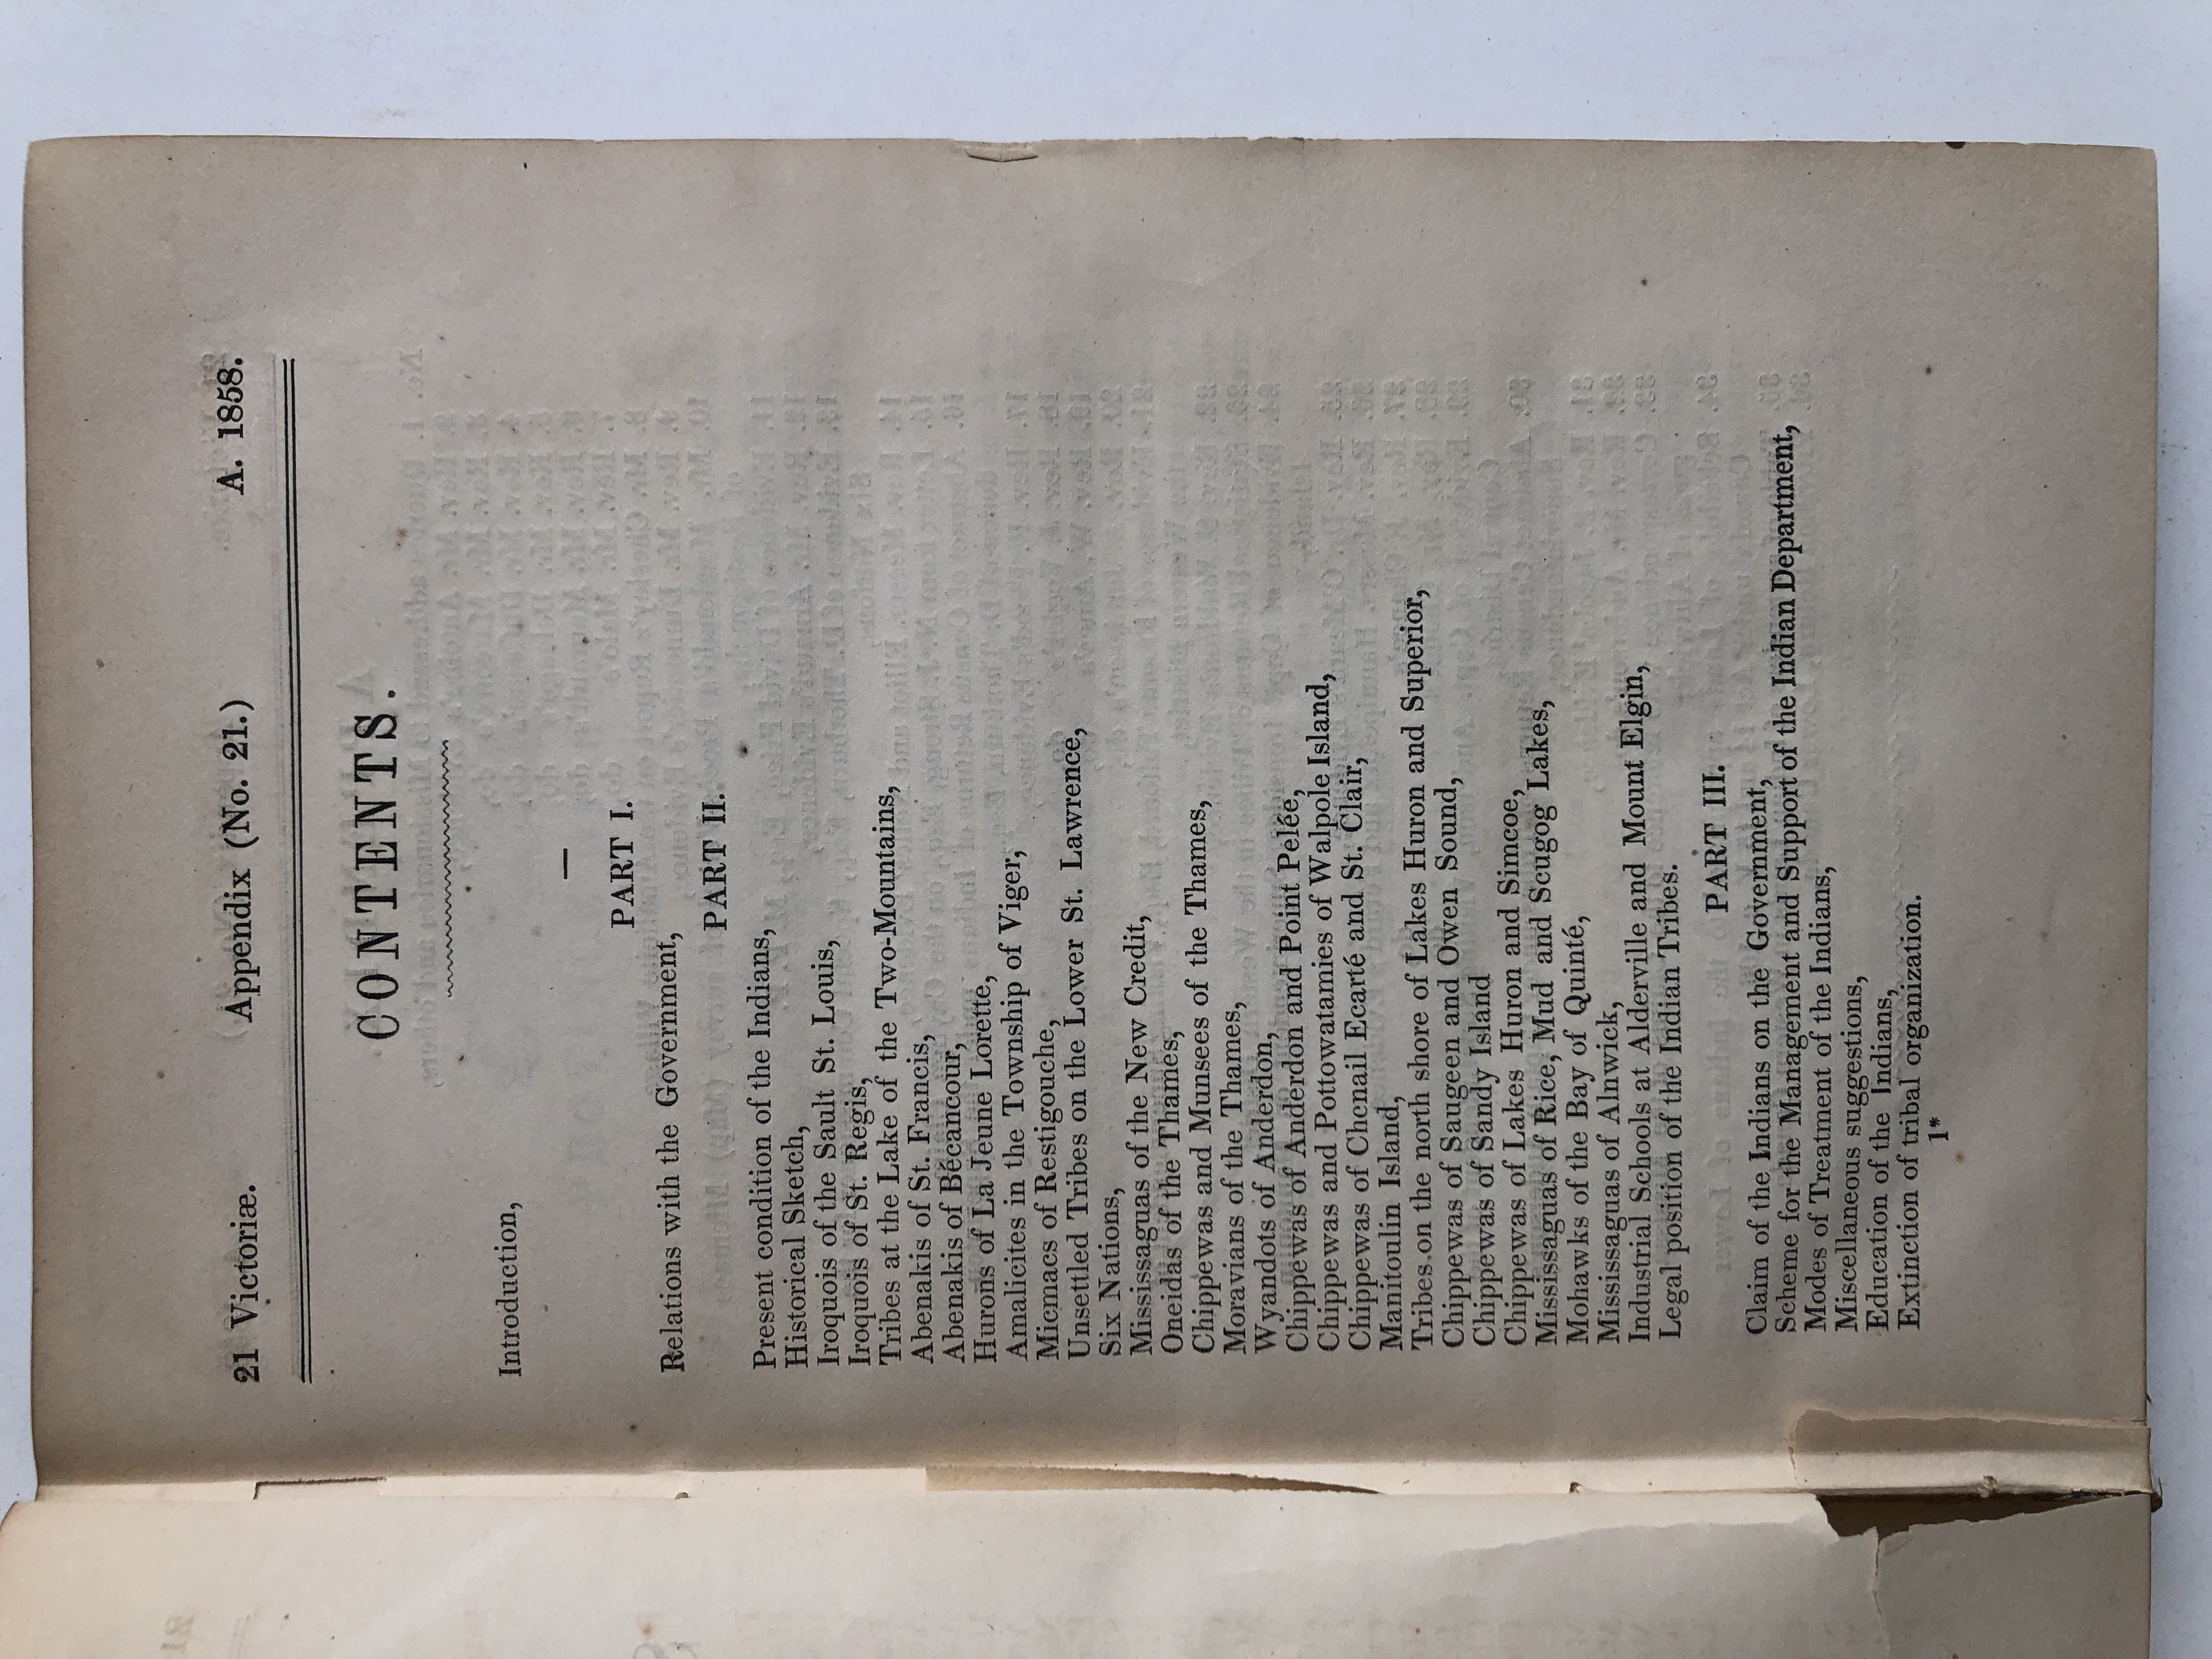 21 Victoriæ. Appendix (No. 21.) A. 1858.
CONTENTS.
Introduction,
PART I.
Relations with the Government,
PART II.
Present condition of the Indians,
Historical Sketch,
Iroquois of the Sault St. Louis,
Iroquois of St. Regis,
Tribes at the Lake of the Two-Mountains,
Abenakis of St. Francis,
Abenakis of Bécancour,
Hurons of La Jeune Lorette,
Amalicites in the Township of Viger,
Micmacs of Restigouche,
Unsettled Tribes on the Lower St. Lawrence,
Six Nations,
Mississaguas of the New Credit,
Oneidas of the Thames,
Chippewas and Munsees of the Thames,
Moravians of the Thames,
Wyandots of Anderdon,
Chippewas of Anderdon and Point Pelée,
Chippewas and Pottowatamies of Walpole Island,
Chippewas of Chenail Ecarté and St. Clair,
Manitoulin Island,
Tribes on the north shore of Lakes Huron and Superior,
Chippewas of Saugeen and Owen Sound,
Chippewas of Sandy Island
Chippewas of Lakes Huron and Simcoe,
Mississaguas of Rice, Mud and Scugog Lakes,
Mohawks of the Bay of Quinté,
Mississaguas of Alnwick,
Industrial Schools at Alderville and Mount Elgin,
Legal position of the Indian Tribes.
PART III.
Claim of the Indians on the Government,
Scheme for the Management and Support of the Indian Department,
Modes of Treatment of the Indians,
Miscellaneous suggestions,
Education of the Indians,
Extinction of tribal organization.
1*